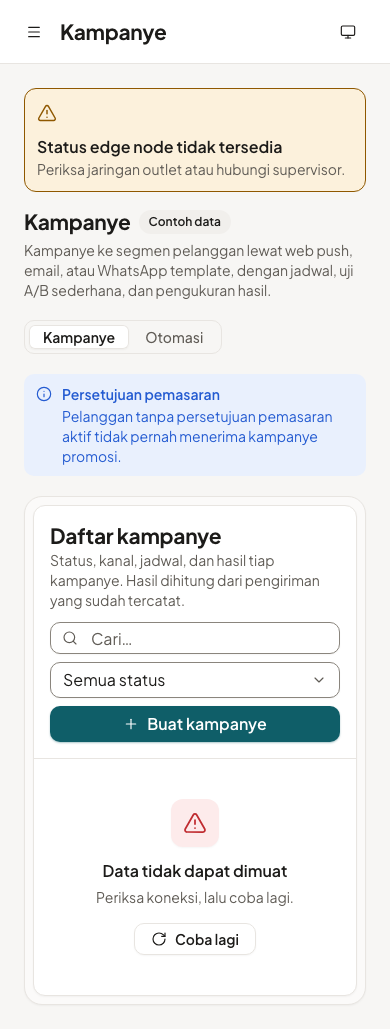 Kampanye
Status edge node tidak tersedia
Periksa jaringan outlet atau hubungi supervisor.
Kampanye
Contoh data
Kampanye ke segmen pelanggan lewat web push,
email, atau WhatsApp template, dengan jadwal, uji
A/B sederhana, dan pengukuran hasil.
Kampanye
Otomasi
Persetujuan pemasaran
Pelanggan tanpa persetujuan pemasaran
aktif tidak pernah menerima kampanye
promosi.
Daftar kampanye
Status, kanal, jadwal, dan hasil tiap
kampanye. Hasil dihitung dari pengiriman
yang sudah tercatat.
Cari…
Semua status
Buat kampanye
Data tidak dapat dimuat
Periksa koneksi, lalu coba lagi.
Coba lagi